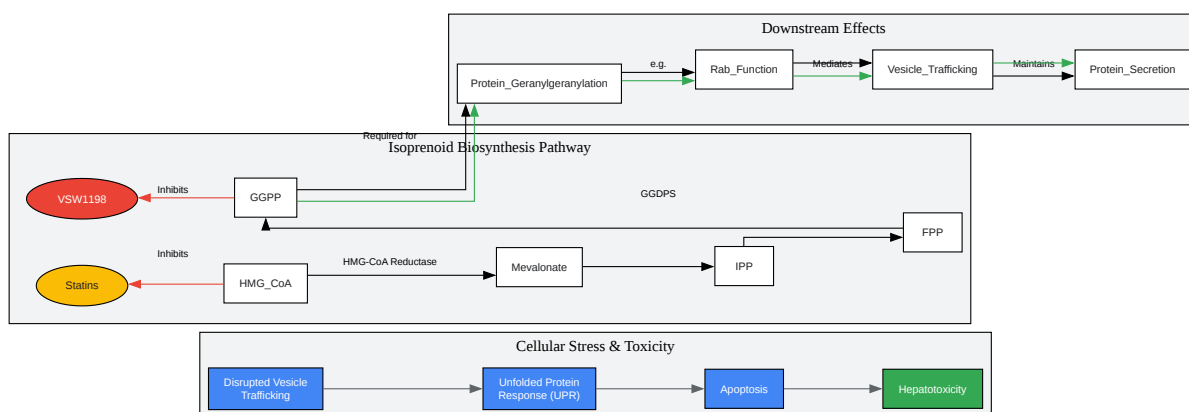 Downstream Effects
Protein_Geranylgeranylation
e.g.
Rab_Function
Mediates
Vesicle_Trafficking
Maintains
Protein_Secretion
Required for
Isoprenoid Biosynthesis Pathway
VSW1198
Inhibits
GGPP
GGDPS
FPP
Inhibits
Statins
HMG_CoA
HMG-CoA Reductase
Mevalonate
IPP
Cellular Stress & Toxicity
Disrupted Vesicle
Trafficking
Unfolded Protein
Response (UPR)
Apoptosis
Hepatotoxicity